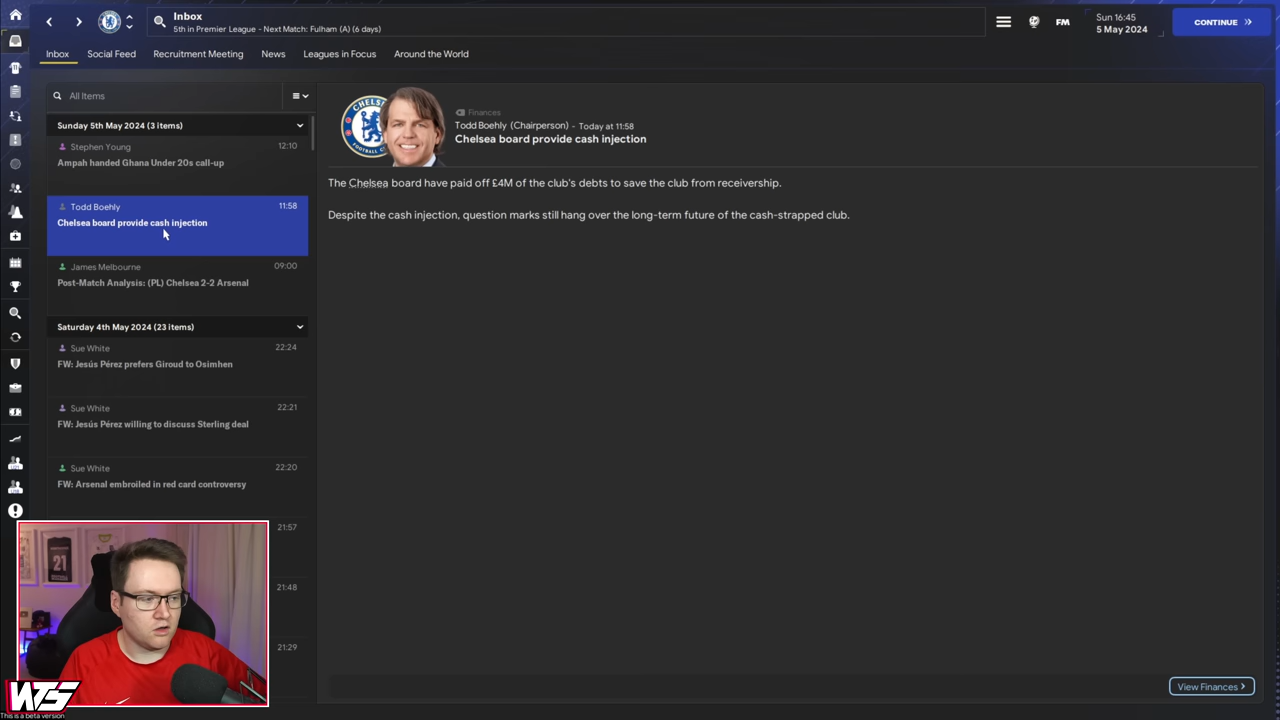 Inbox
5th in Premier League - Next Match: Fulham (A) (6 days)
FM
Sun 16:45
5 May 2024
CONTINUE
Inbox
Social Feed
Recruitment Meeting
News
Leagues in Focus
Around the World
All Items
Sunday 5th May 2024 (3 items)
Stephen Young 12:10
Ampah handed Ghana Under 20s call-up
Todd Boehly 11:58
Chelsea board provide cash injection
James Melbourne 09:00
Post-Match Analysis: (PL) Chelsea 2-2 Arsenal
Saturday 4th May 2024 (23 items)
Sue White 22:24
FW: Jesús Pérez prefers Giroud to Osimhen
Sue White 22:21
FW: Jesús Pérez willing to discuss Sterling deal
Sue White 22:20
FW: Arsenal embroiled in red card controversy
21:57
21:48
21:29
CHELSEA
FOOTBALL CLUB
Finances
Todd Boehly (Chairperson) - Today at 11:58
Chelsea board provide cash injection
The Chelsea board have paid off £4M of the club's debts to save the club from receivership.
Despite the cash injection, question marks still hang over the long-term future of the cash-strapped club.
View Finances
21
WTS
This is a beta version